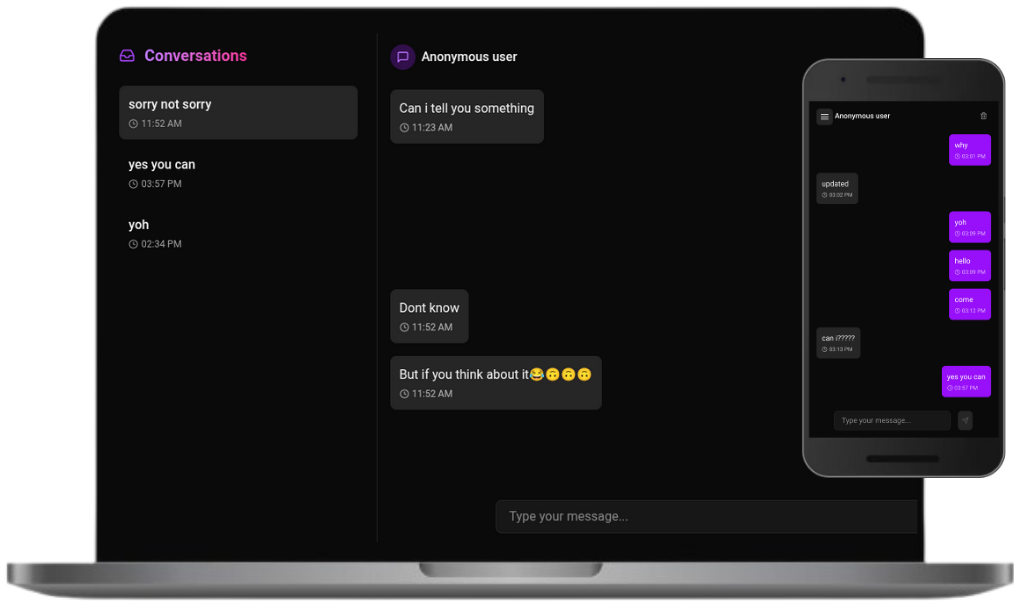 Conversations
sorry not sorry
11:52 AM
yes you can
03:57 PM
yoh
02:34 PM
Anonymous user
Can i tell you something
11:23 AM
Dont know
11:52 AM
But if you think about it😂🙃🙃🙃
11:52 AM
Type your message...
Anonymous user
why
03:01 PM
updated
03:02 PM
yoh
03:09 PM
hello
03:09 PM
come
03:12 PM
can i?????
03:13 PM
yes you can
03:57 PM
Type your message...